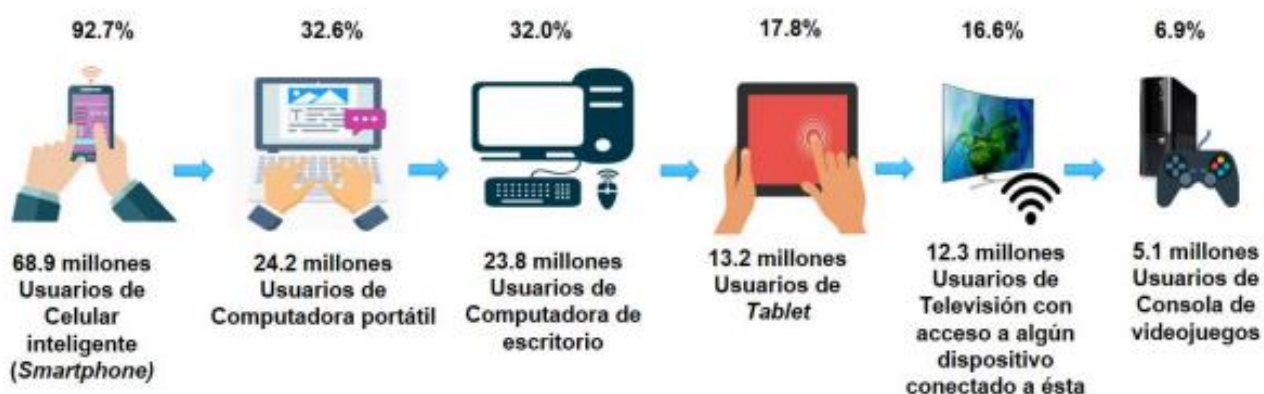 92.7%
32.6%
32.0%
17.8%
16.6%
6.9%
68.9 millones
Usuarios de
Celular
inteligente
(Smartphone)
24.2 millones
Usuarios de
Computadora portátil
23.8 millones
Usuarios de
Computadora de
escritorio
13.2 millones
Usuarios de
Tablet
12.3 millones
Usuarios de
Televisión con
acceso a algún
dispositivo
conectado a ésta
5.1 millones
Usuarios de
Consola de
videojuegos